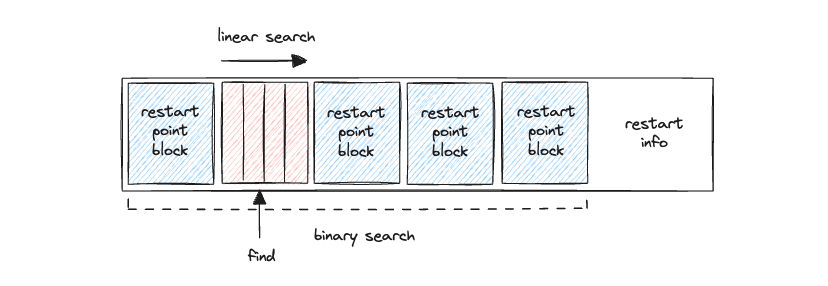 linear search
restart
point
block
restart
point
block
restart
point
block
restart
point
block
restart
info
binary search
find